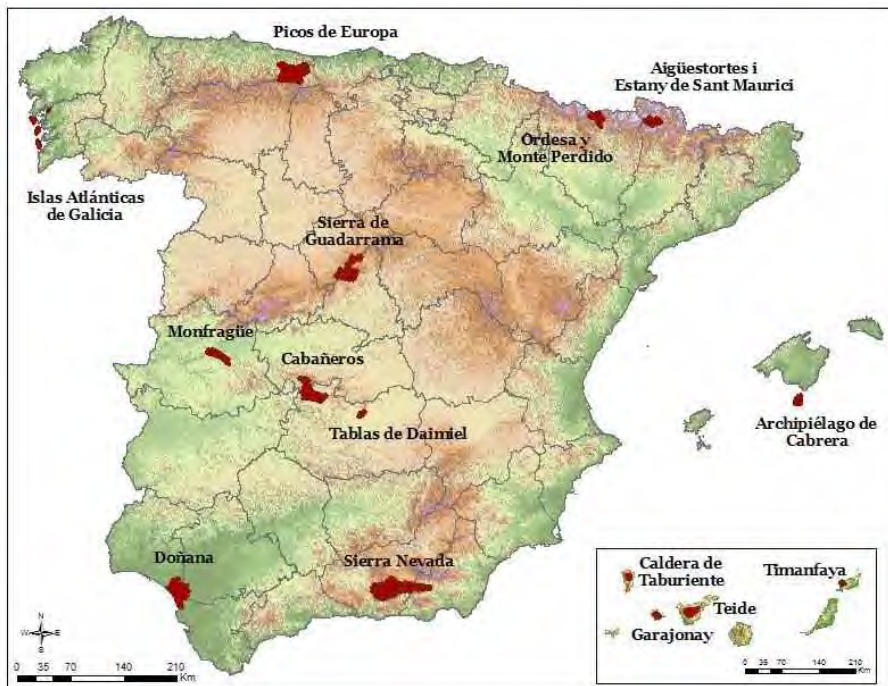 Picos de Europa
Aigüestortes i
Estany de Sant Maurici
Ordesa y
Monte Perdido
Islas Atlánticas
de Galicia
Sierra de
Guadarrama
Monfragüe
Cabañeros
Tablas de Daimiel
Archipiélago de
Cabrera
Doñana
Sierra Nevada
Caldera de
Taburiente
Timanfaya
Teide
Garajonay
N
W E
S
0 35 70 140 210
Km
0 35 70 140 210
Km